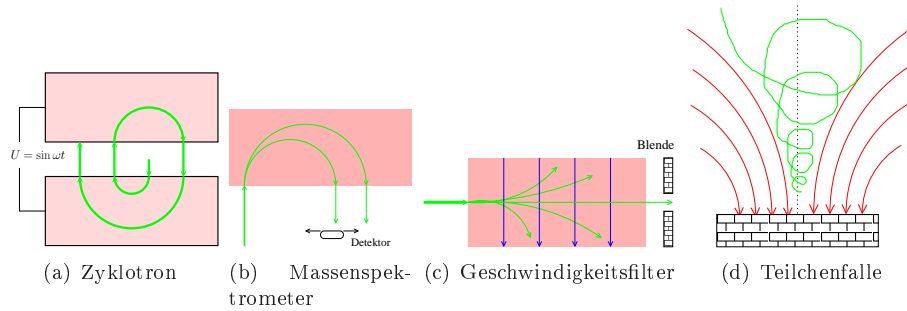 U = sin ωt
Detektor
Blende
(a) Zyklotron
(b) Massenspek-
trometer
(c) Geschwindigkeitsfilter
(d) Teilchenfalle